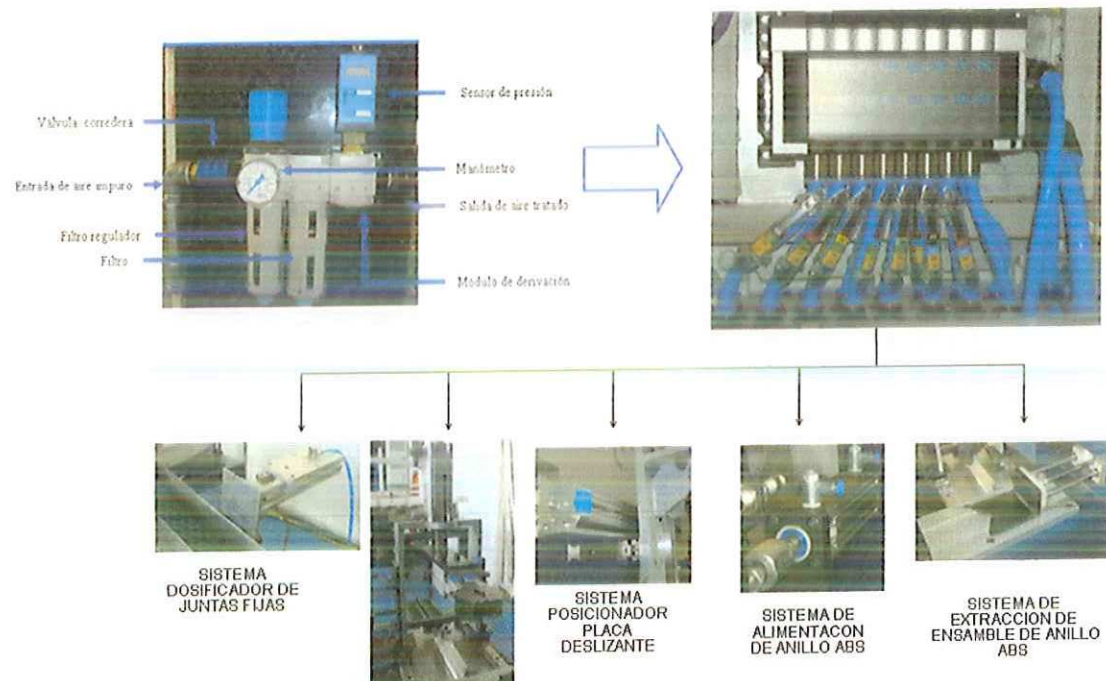 Válvula corredera
Entrada de aire impuro
Filtro regulador
Filtro
Sensor de presión
Manómetro
Salida de aire tratado
Módulo de derivación
SISTEMA
DOSIFICADOR DE
JUNTAS FIJAS
SISTEMA
POSICIONADOR
PLACA
DESLIZANTE
SISTEMA DE
ALIMENTACON
DE ANILLO ABS
SISTEMA DE
EXTRACCION DE
ENSAMBLE DE ANILLO
ABS